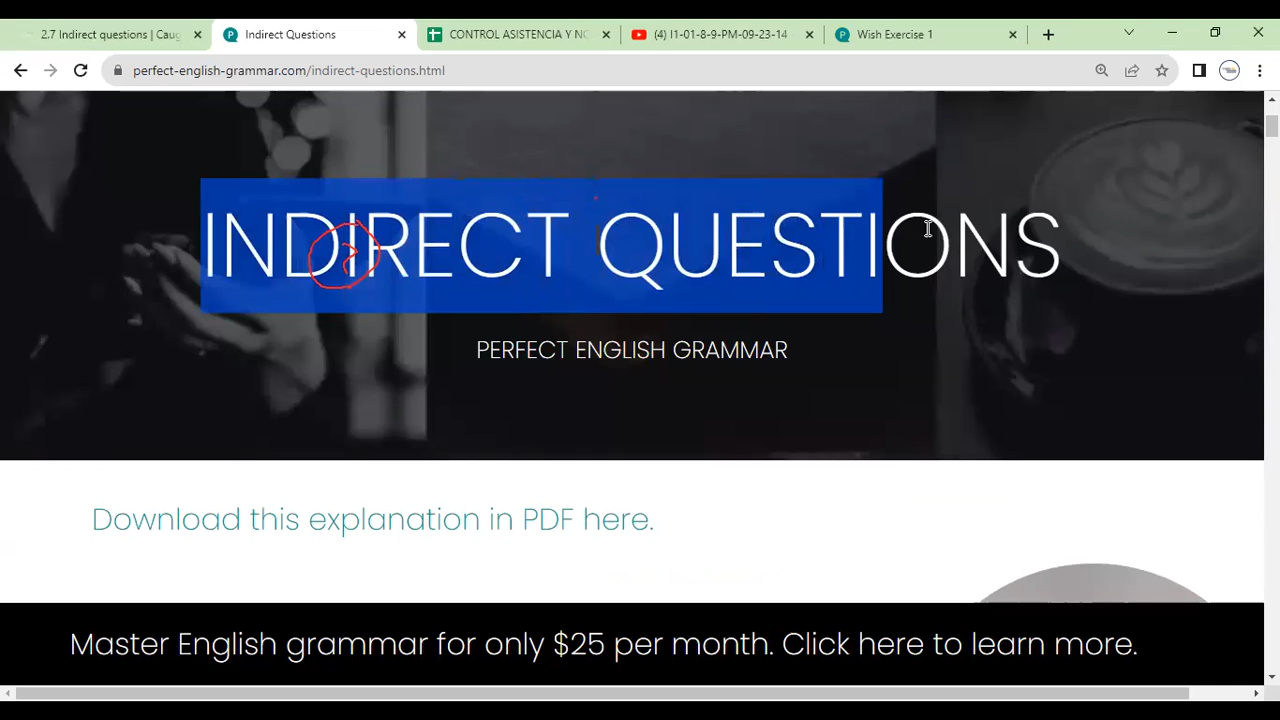 2.7 Indirect questions | Caug
Indirect Questions
CONTROL ASISTENCIA Y NO
(4) I1-01-8-9-PM-09-23-14
Wish Exercise 1
perfect-english-grammar.com/indirect-questions.html
INDIRECT QUESTIONS
PERFECT ENGLISH GRAMMAR
Download this explanation in PDF here.
Master English grammar for only $25 per month. Click here to learn more.